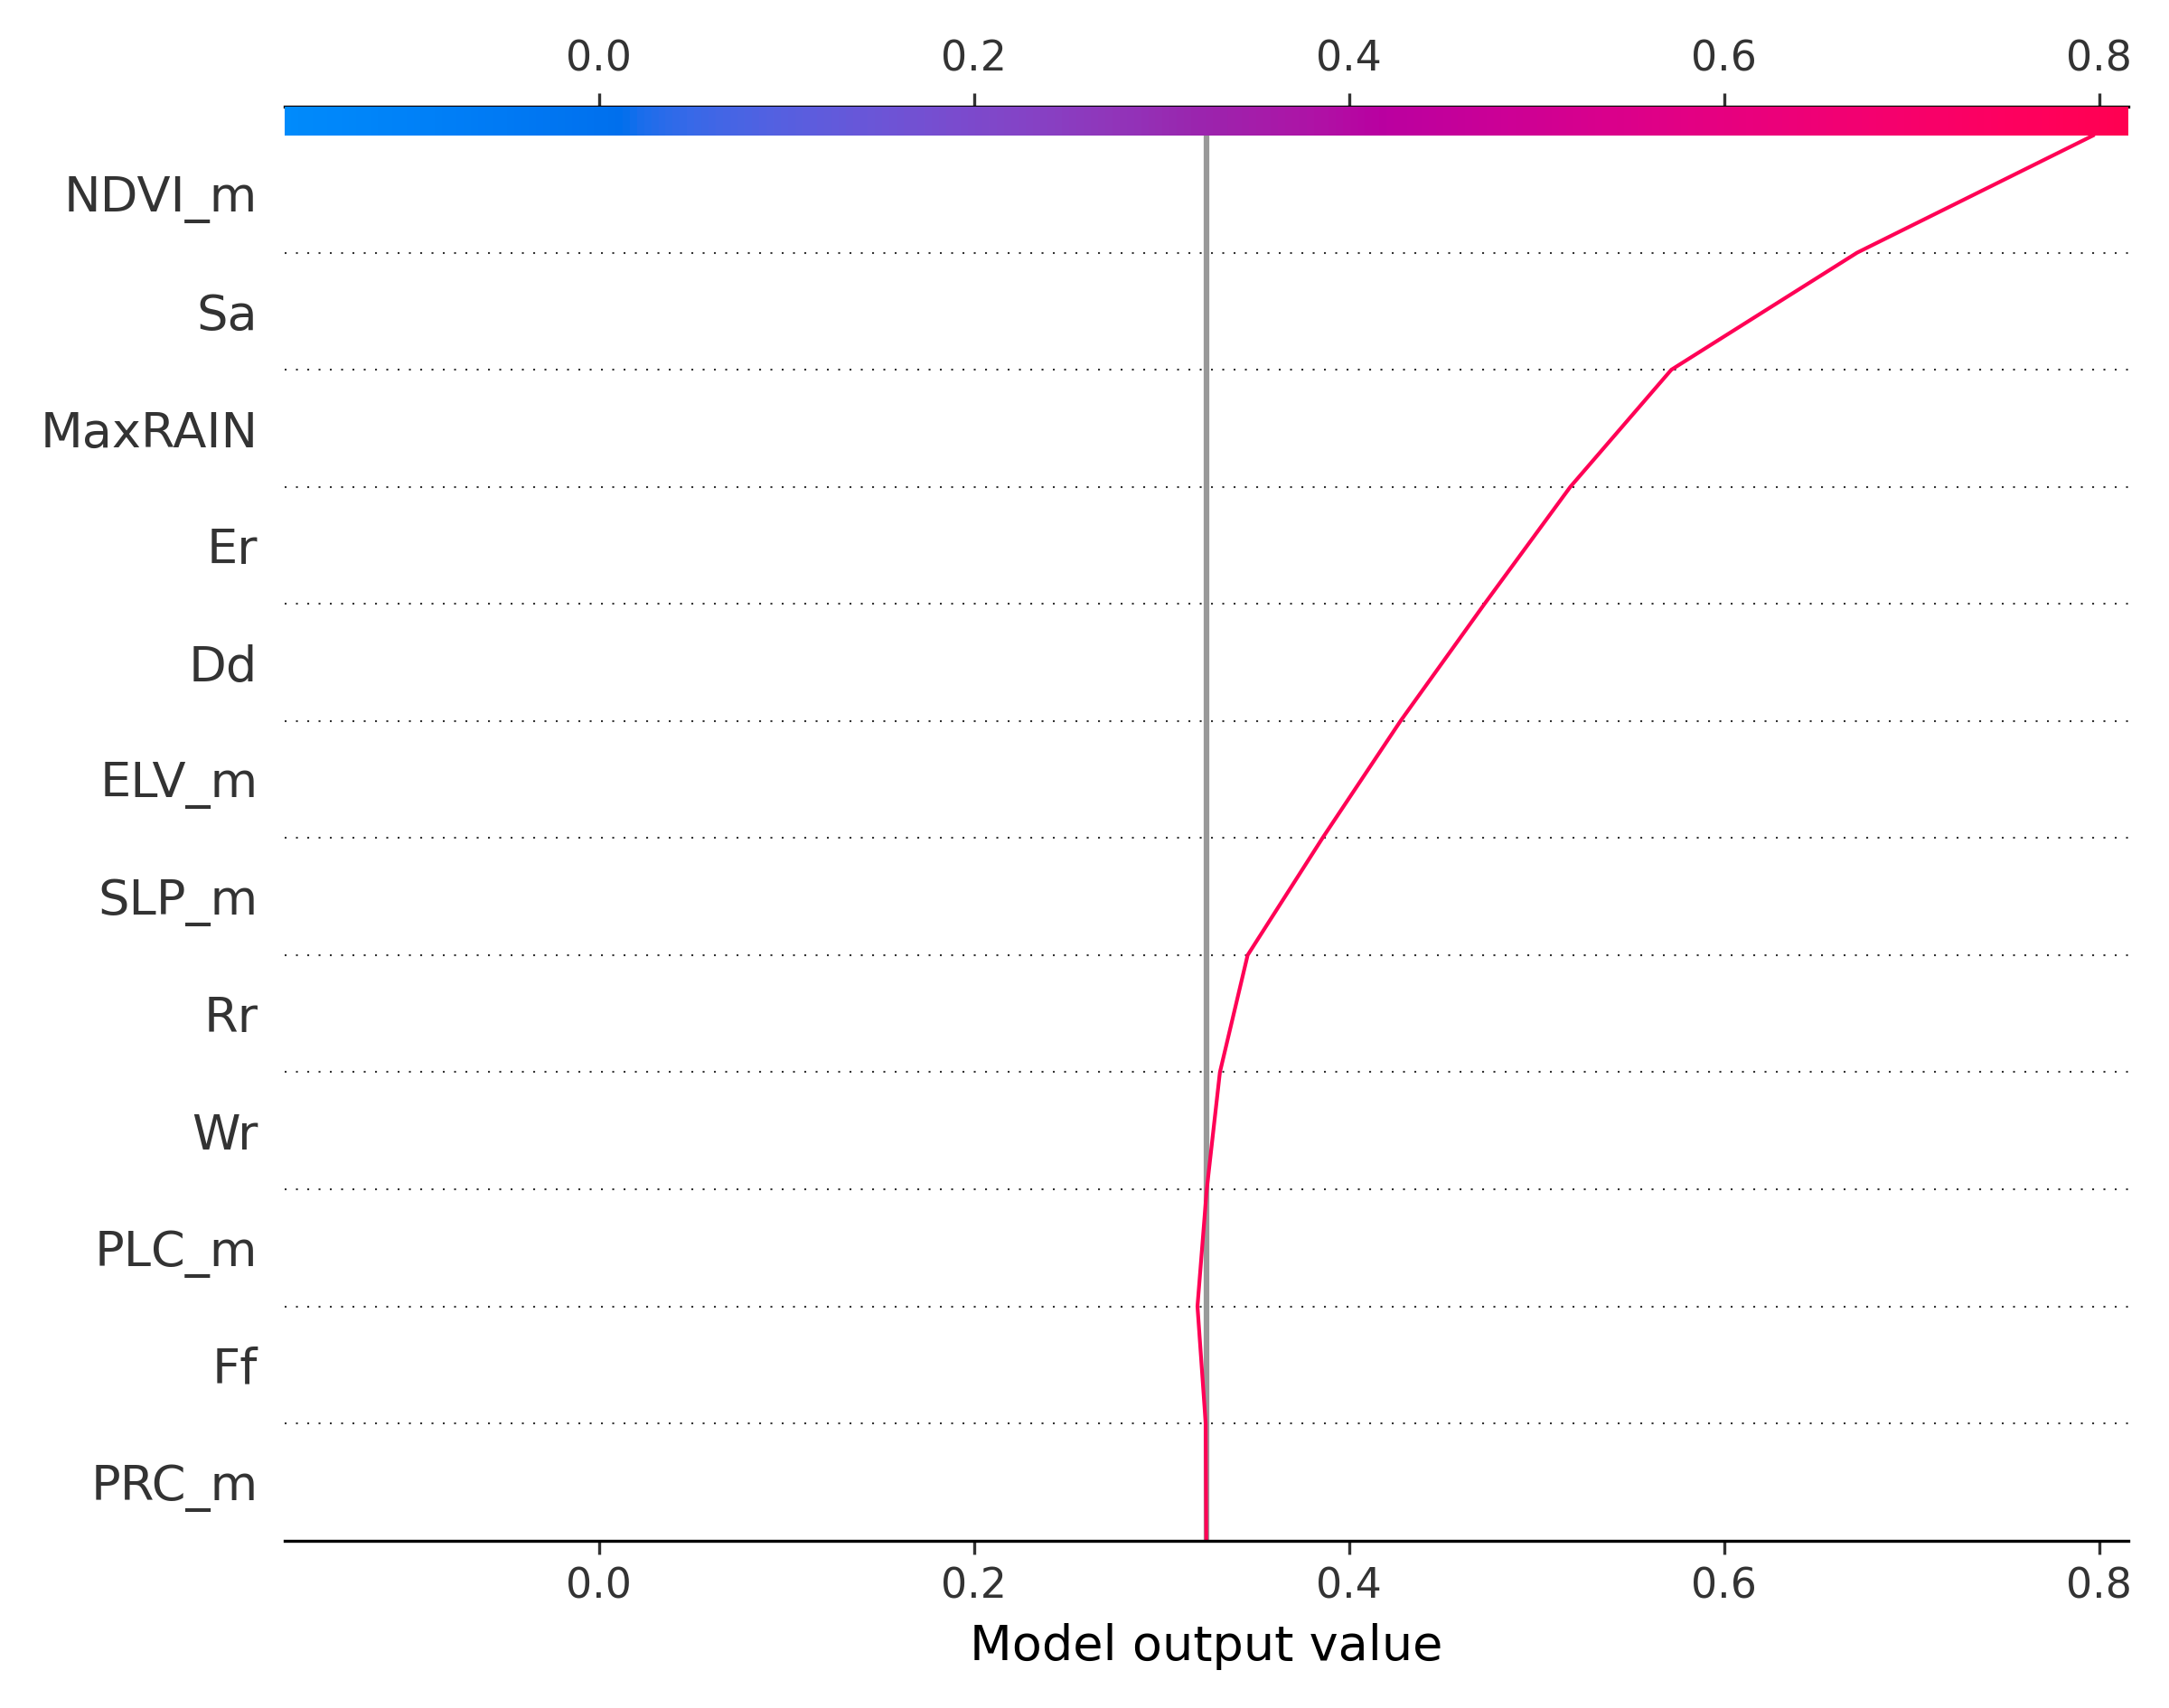 0.0 0.2 0.4 0.6 0.8
NDVI_m
Sa
MaxRAIN
Er
Dd
ELV_m
SLP_m
Rr
Wr
PLC_m
Ff
PRC_m
0.0 0.2 0.4 0.6 0.8
Model output value